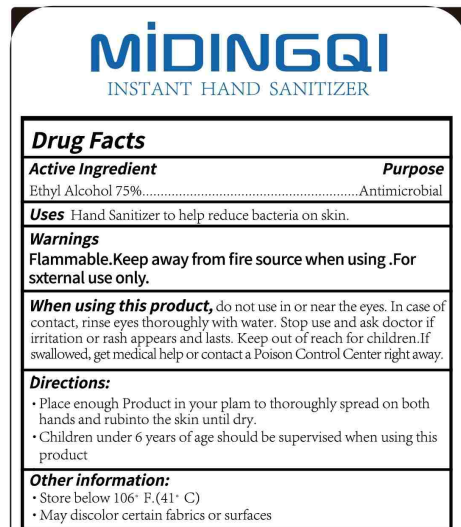 MiDINGQI
INSTANT HAND SANITIZER
Drug Facts
Active Ingredient Purpose
Ethyl Alcohol 75%............................................................Antimicrobial
Uses Hand Sanitizer to help reduce bacteria on skin.
Warnings
Flammable.Keep away from fire source when using .For
sxternal use only.
When using this product, do not use in or near the eyes. In case of
contact, rinse eyes thoroughly with water. Stop use and ask doctor if
irritation or rash appears and lasts. Keep out of reach for children.If
swallowed, get medical help or contact a Poison Control Center right away.
Directions:
• Place enough Product in your plam to thoroughly spread on both
hands and rubinto the skin until dry.
• Children under 6 years of age should be supervised when using this
product
Other information:
• Store below 106° F.(41° C)
• May discolor certain fabrics or surfaces